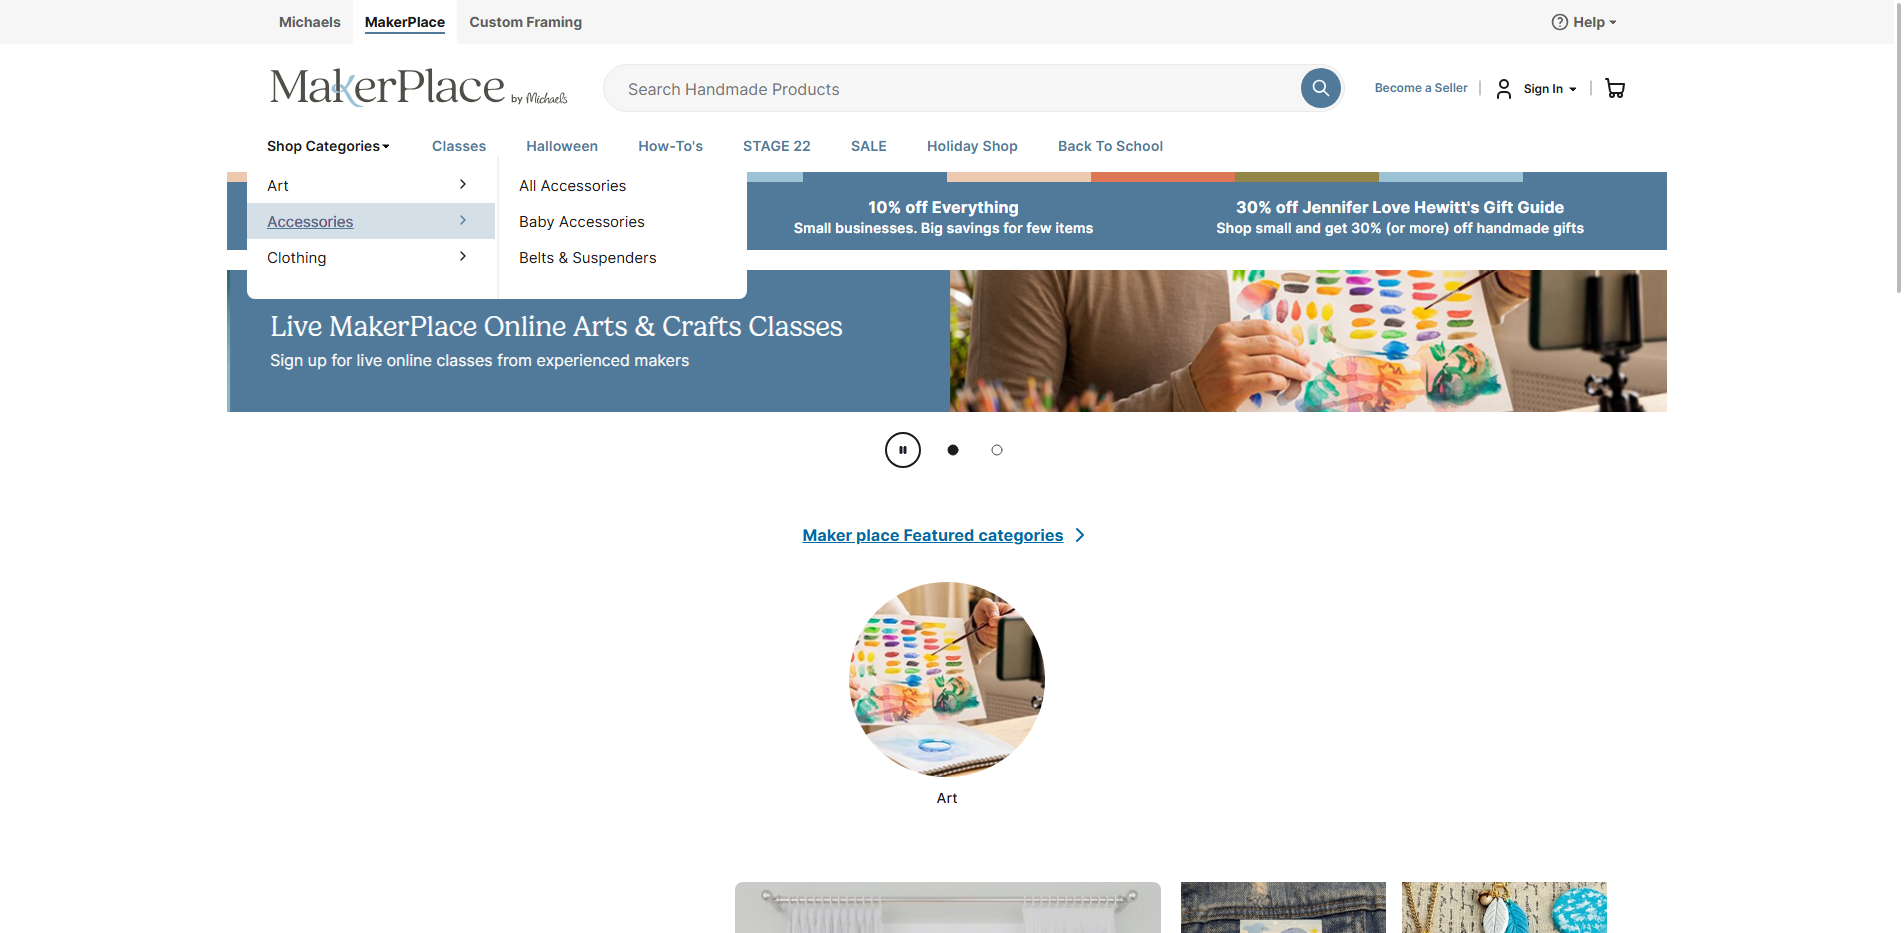 Michaels
MakerPlace
Custom Framing
Help
MakerPlace by Michaels
Search Handmade Products
Become a Seller
Sign In
Shop Categories
Classes
Halloween
How-To's
STAGE 22
SALE
Holiday Shop
Back To School
Art
Accessories
Clothing
All Accessories
Baby Accessories
Belts & Suspenders
10% off Everything
Small businesses. Big savings for few items
30% off Jennifer Love Hewitt's Gift Guide
Shop small and get 30% (or more) off handmade gifts
Live MakerPlace Online Arts & Crafts Classes
Sign up for live online classes from experienced makers
Maker place Featured categories
Art